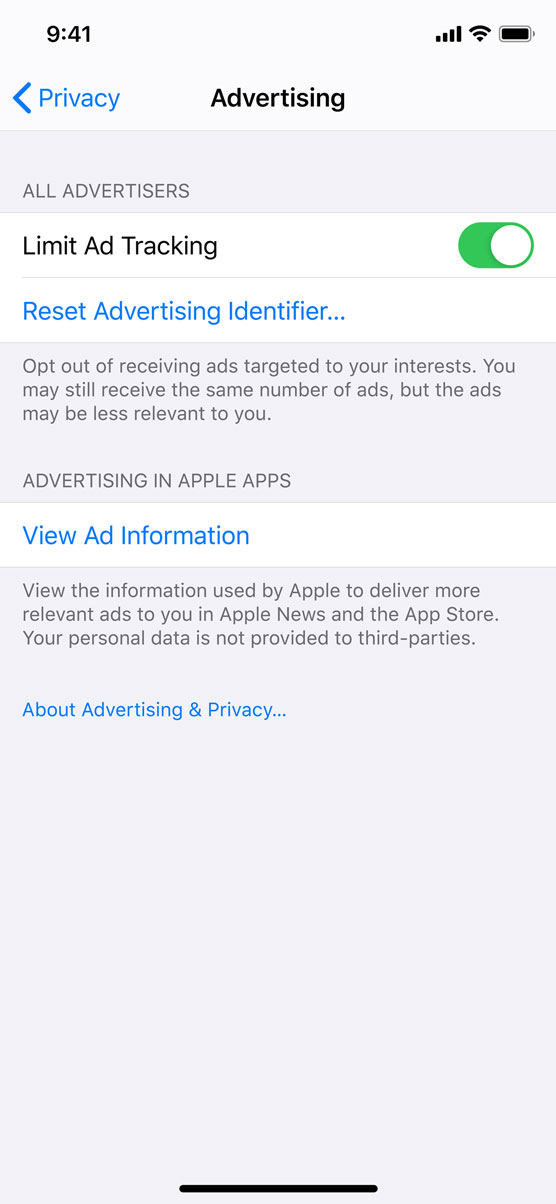 9:41
Privacy
Advertising
ALL ADVERTISERS
Limit Ad Tracking
Reset Advertising Identifier...
Opt out of receiving ads targeted to your interests. You
may still receive the same number of ads, but the ads
may be less relevant to you.
ADVERTISING IN APPLE APPS
View Ad Information
View the information used by Apple to deliver more
relevant ads to you in Apple News and the App Store.
Your personal data is not provided to third-parties.
About Advertising & Privacy...